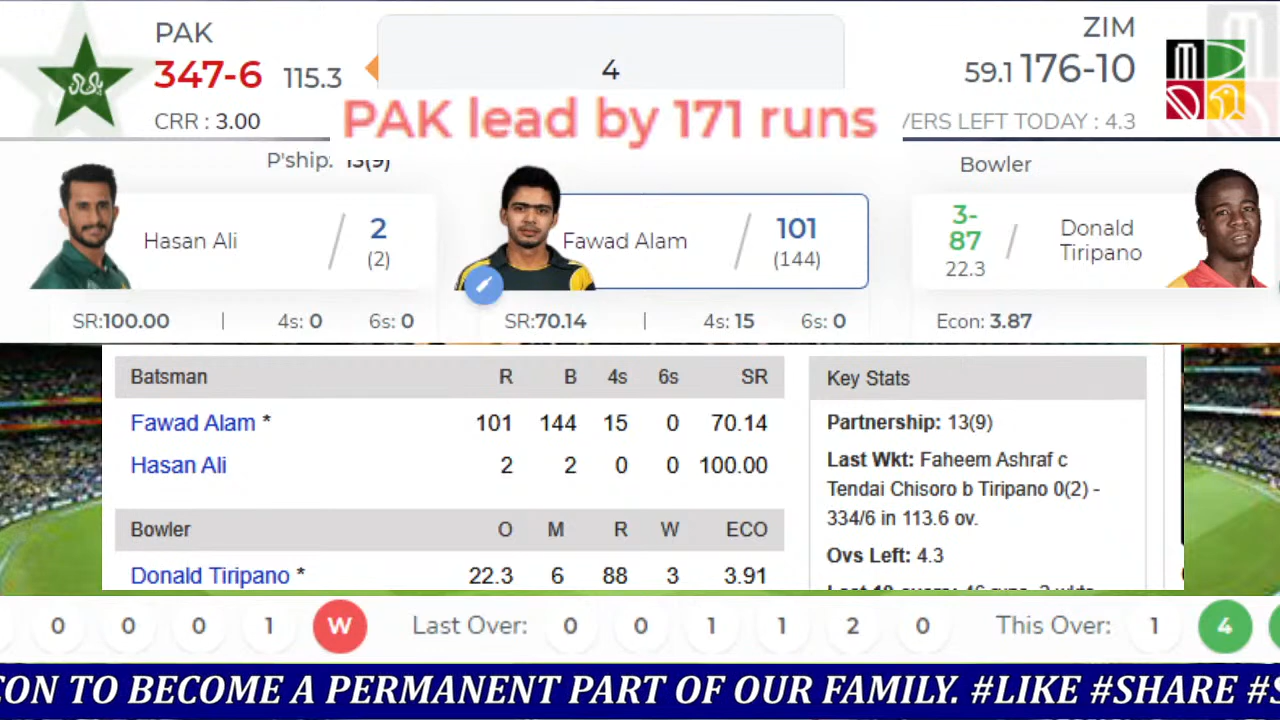 PAK
347-6 115.3
CRR : 3.00
4
PAK lead by 171 runs
ZIM
59.1 176-10
/ERS LEFT TODAY : 4.3
P'ship. 13(9)
Bowler
Hasan Ali
2
(2)
Fawad Alam
101
(144)
3-
87
22.3
Donald
Tiripano
SR:100.00 | 4s: 0 6s: 0
SR:70.14 | 4s: 15 6s: 0
Econ: 3.87
Batsman R B 4s 6s SR
Fawad Alam * 101 144 15 0 70.14
Hasan Ali 2 2 0 0 100.00
Bowler O M R W ECO
Donald Tiripano * 22.3 6 88 3 3.91
Key Stats
Partnership: 13(9)
Last Wkt: Faheem Ashraf c
Tendai Chisoro b Tiripano 0(2) -
334/6 in 113.6 ov.
Ovs Left: 4.3
0 0 0 1 W Last Over: 0 0 1 1 2 0 This Over: 1 4
CON TO BECOME A PERMANENT PART OF OUR FAMILY. #LIKE #SHARE #S